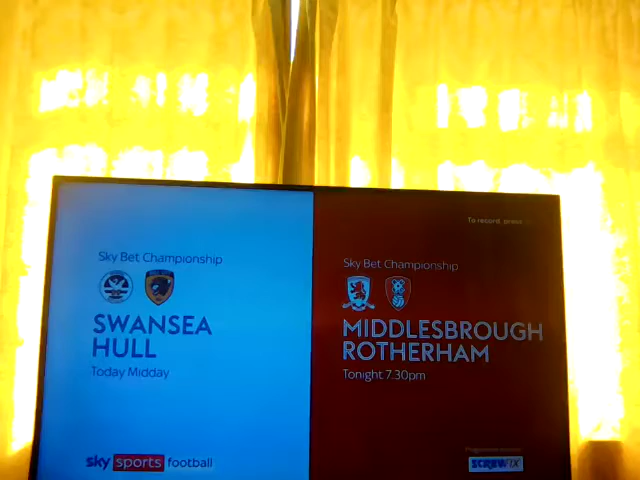 Sky Bet Championship
SWANSEA
HULL
Today Midday
sky sports football
To record, press
Sky Bet Championship
MIDDLESBROUGH
ROTHERHAM
Tonight 7.30pm
SCREWFIX